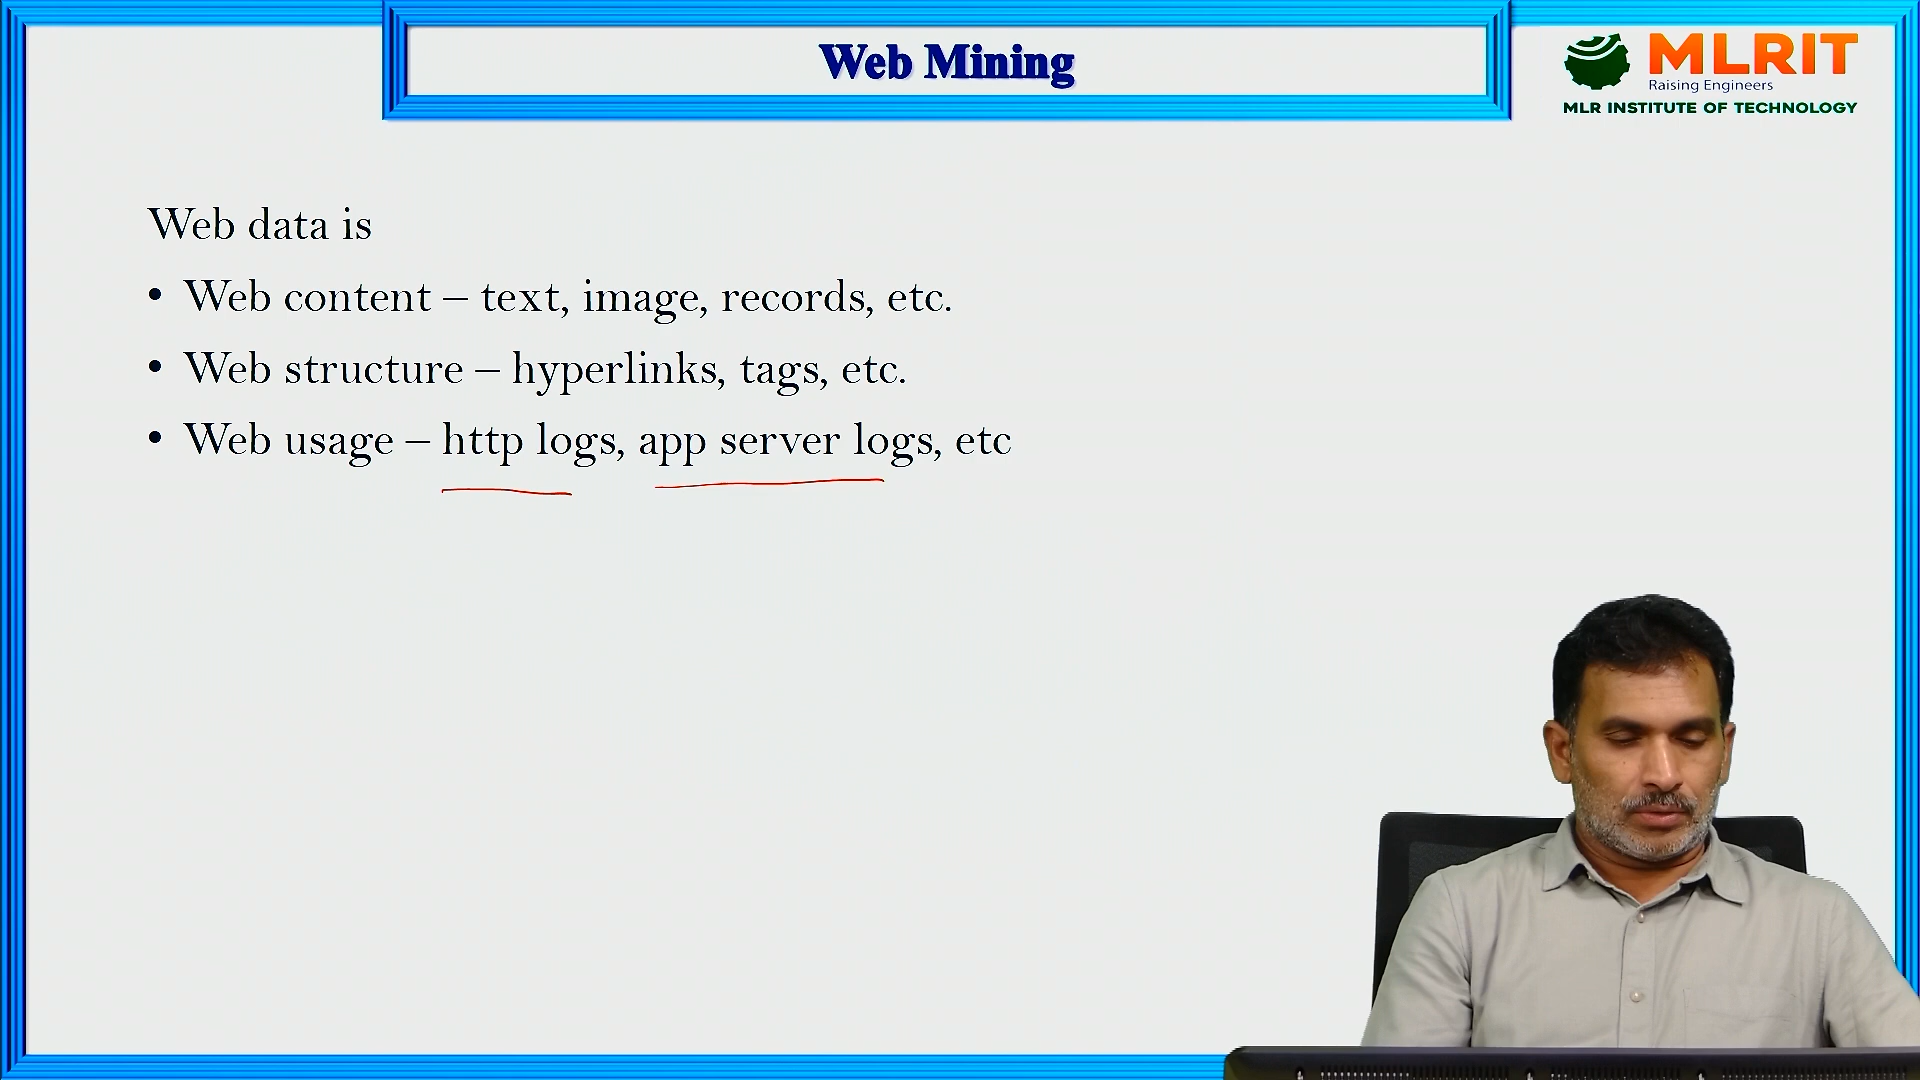 Web Mining
MLRIT
Raising Engineers
MLR INSTITUTE OF TECHNOLOGY
Web data is
• Web content – text, image, records, etc.
• Web structure – hyperlinks, tags, etc.
• Web usage – http logs, app server logs, etc